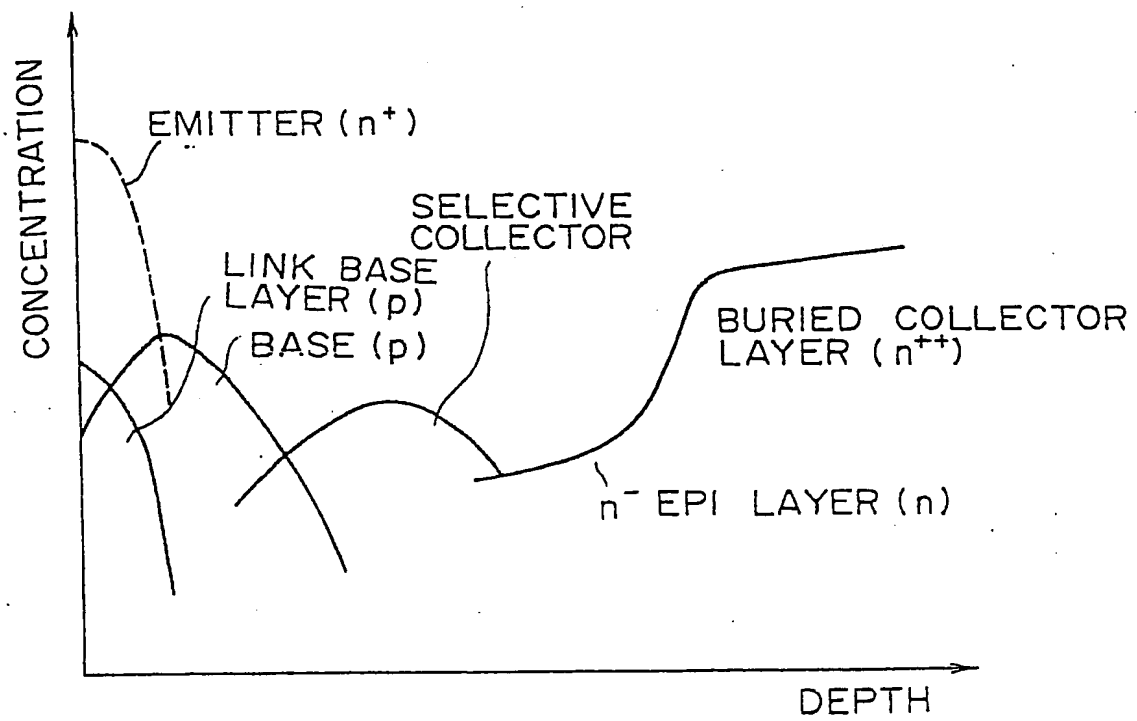 CONCENTRATION
EMITTER (n+)
SELECTIVE
COLLECTOR
LINK BASE
LAYER (p)
BASE (p)
BURIED COLLECTOR
LAYER (n++)
n− EPI LAYER (n)
DEPTH